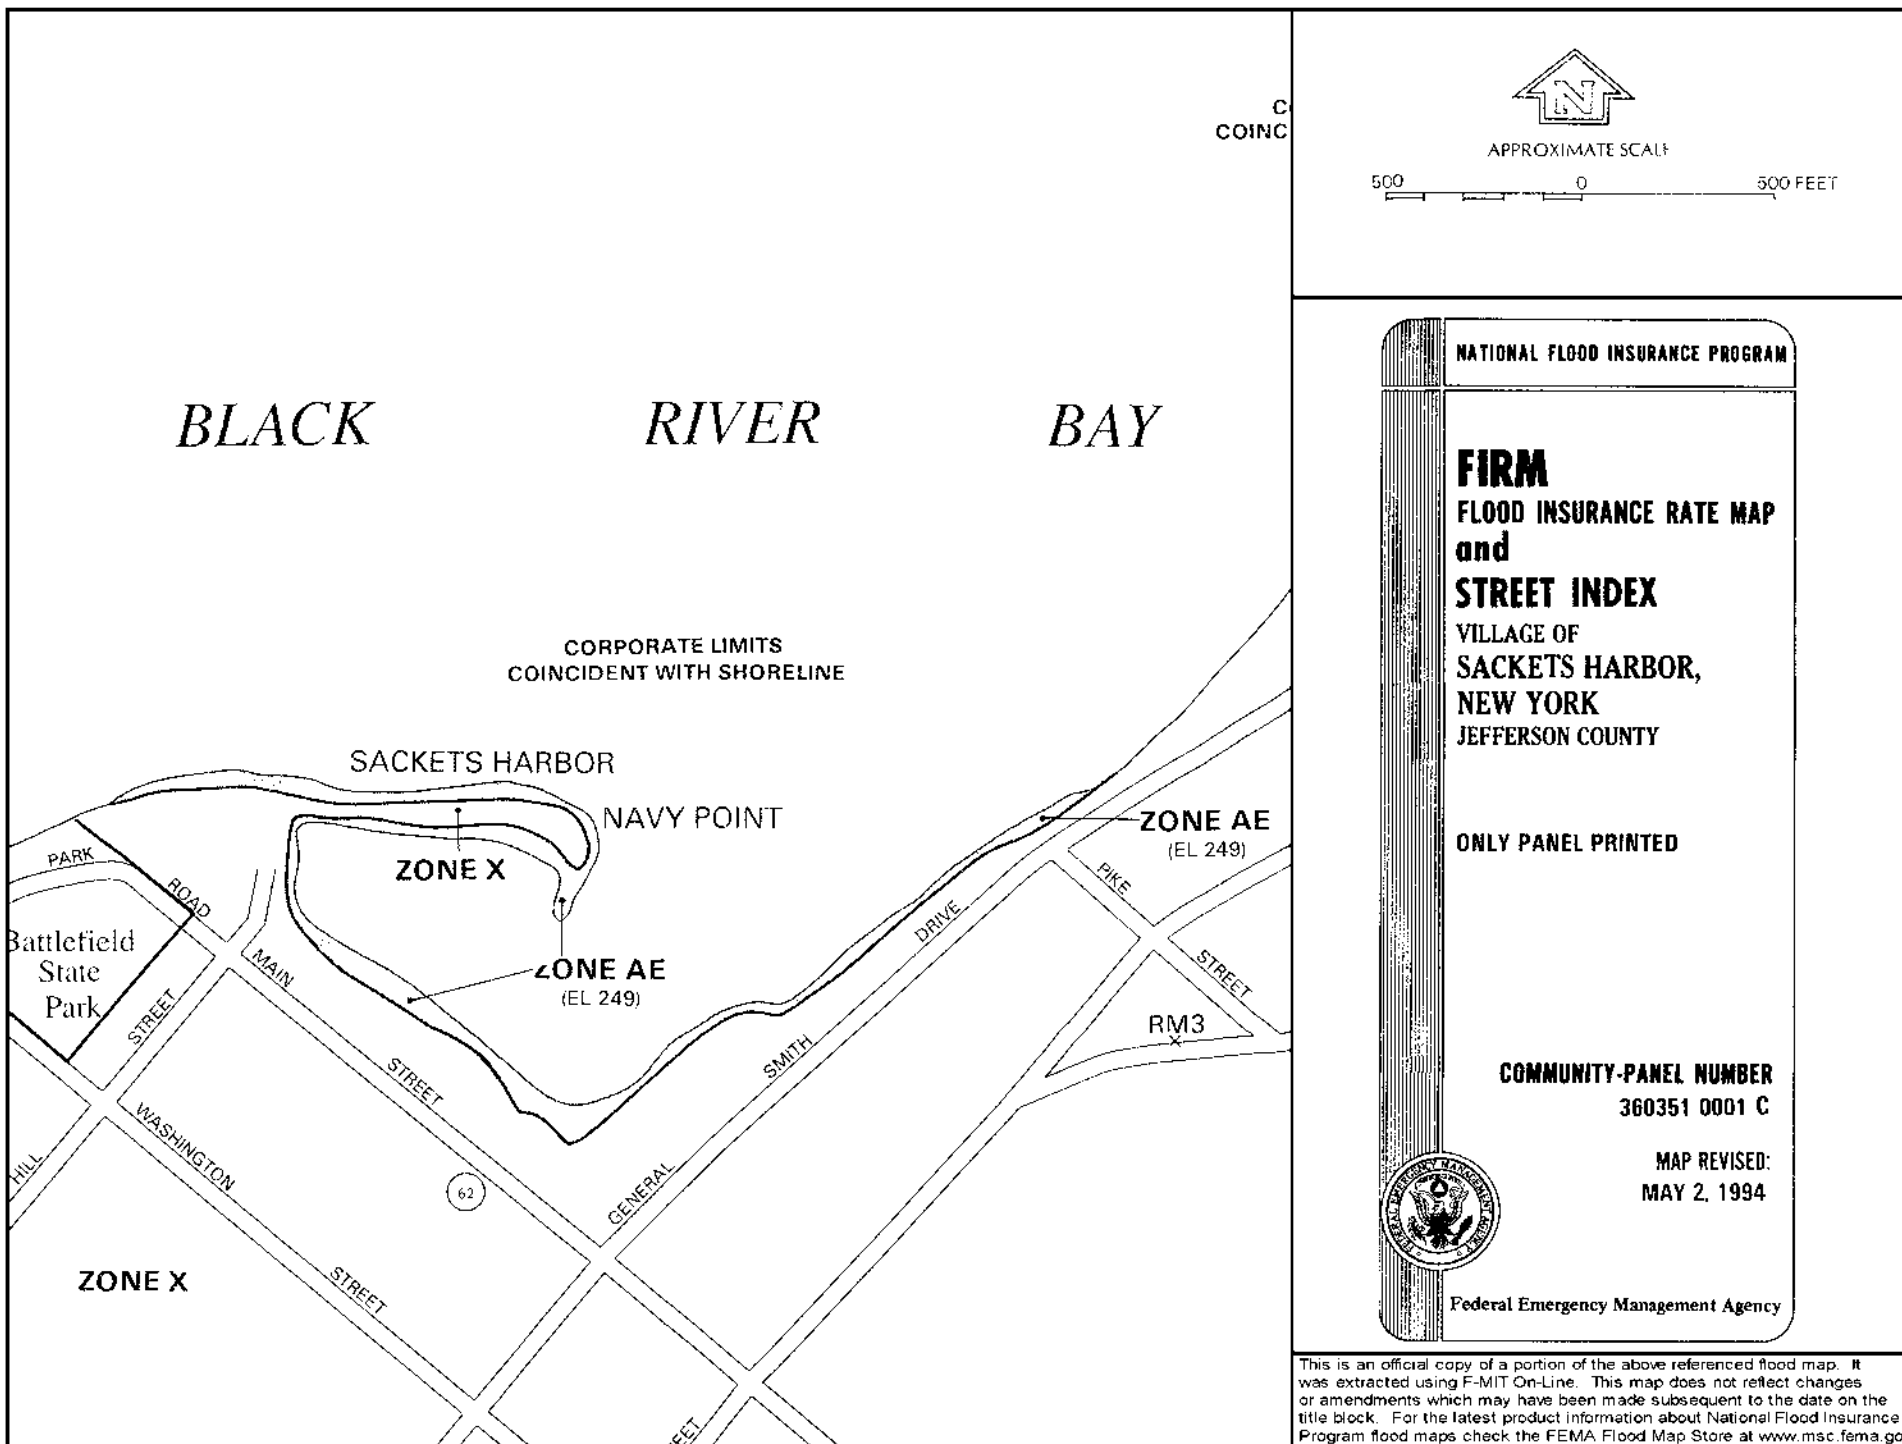 C
COINC
BLACK RIVER BAY
CORPORATE LIMITS
COINCIDENT WITH SHORELINE
SACKETS HARBOR
NAVY POINT
ZONE X
ZONE AE
(EL 249)
ZONE AE
(EL 249)
PARK
ROAD
Battlefield
State
Park
MAIN
STREET
STREET
HILL
WASHINGTON
STREET
62
ZONE X
GENERAL
SMITH
DRIVE
PIKE
STREET
RM3
EET
N
APPROXIMATE SCALE
500 0 500 FEET
NATIONAL FLOOD INSURANCE PROGRAM
FIRM
FLOOD INSURANCE RATE MAP
and
STREET INDEX
VILLAGE OF
SACKETS HARBOR,
NEW YORK
JEFFERSON COUNTY
ONLY PANEL PRINTED
COMMUNITY-PANEL NUMBER
360351 0001 C
MAP REVISED:
MAY 2, 1994
FEDERAL EMERGENCY MANAGEMENT AGENCY
Federal Emergency Management Agency
This is an official copy of a portion of the above referenced flood map. It
was extracted using F-MIT On-Line. This map does not reflect changes
or amendments which may have been made subsequent to the date on the
title block. For the latest product information about National Flood Insurance
Program flood maps check the FEMA Flood Map Store at www.msc.fema.go